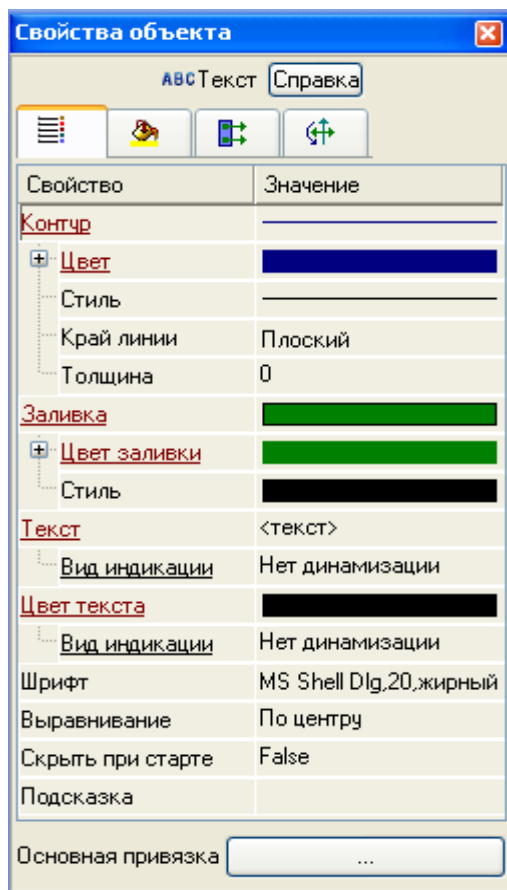 Свойства объекта
ABC Текст Справка
Свойство Значение
Контур
Цвет
Стиль
Край линии Плоский
Толщина 0
Заливка
Цвет заливки
Стиль
Текст <текст>
Вид индикации Нет динамизации
Цвет текста
Вид индикации Нет динамизации
Шрифт MS Shell Dlg,20,жирный
Выравнивание По центру
Скрыть при старте False
Подсказка
Основная привязка ...